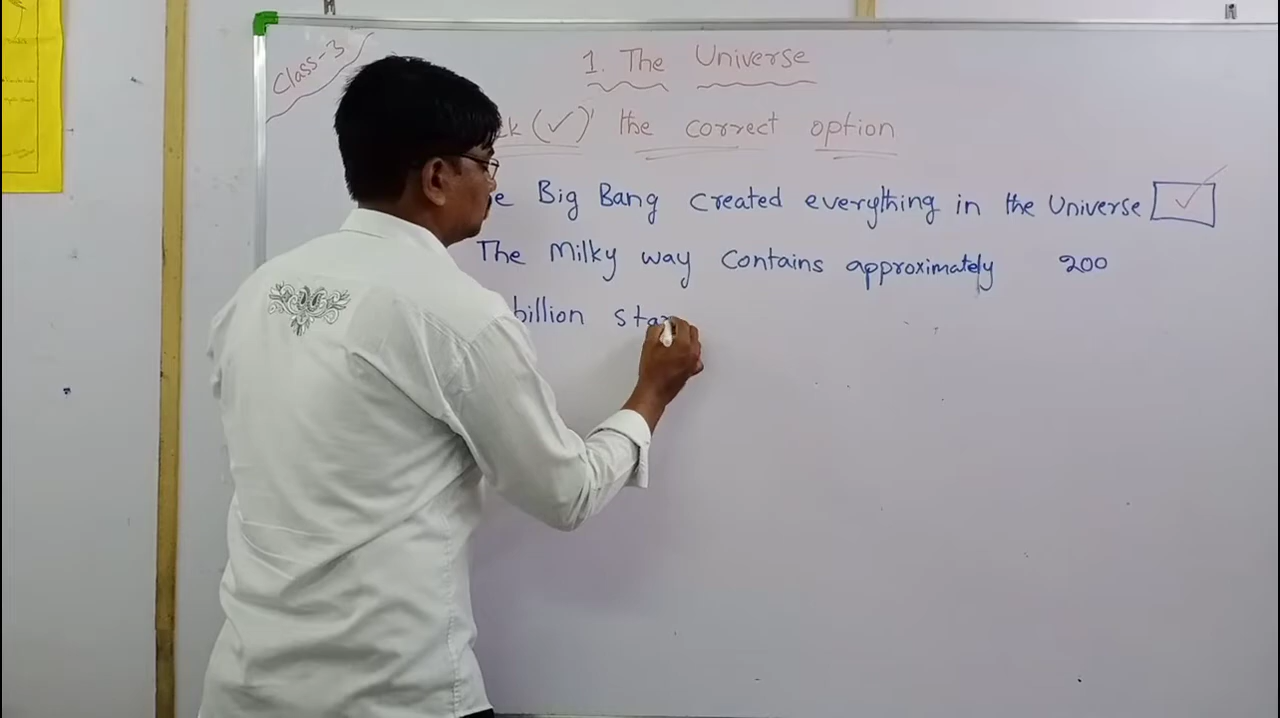 Class-3
1. The Universe
(✓) the correct option
Big Bang created everything in the Universe ✓
The Milky way contains approximately 200
billion